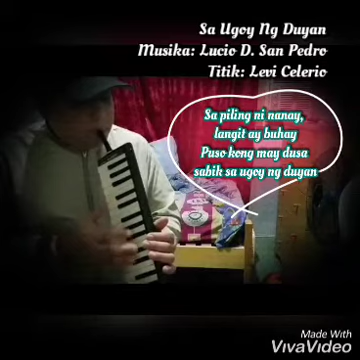 Sa Ugoy Ng Duyan
Musika: Lucio D. San Pedro
Titik: Levi Celerio
Sa piling ni nanay,
langit ay buhay
Puso kong may dusa
sabik sa ugoy ng duyan
Made With
VivaVideo